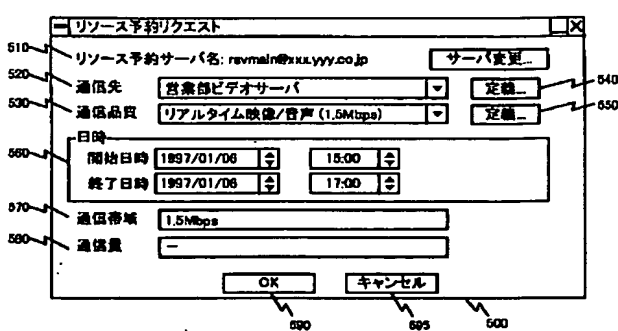 リソース予約リクエスト
510 リソース予約サーバ名: rsvmain@xxx.yyy.co.jp サーバ変更...
520 通信先 営業部ビデオサーバ 定義... 540
530 通信品質 リアルタイム映像/音声 (1.5Mbps) 定義... 550
日時
560 開始日時 1997/01/06 15:00
終了日時 1997/01/06 17:00
570 通信帯域 1.5Mbps
580 通信量 —
OK キャンセル
590 595 500